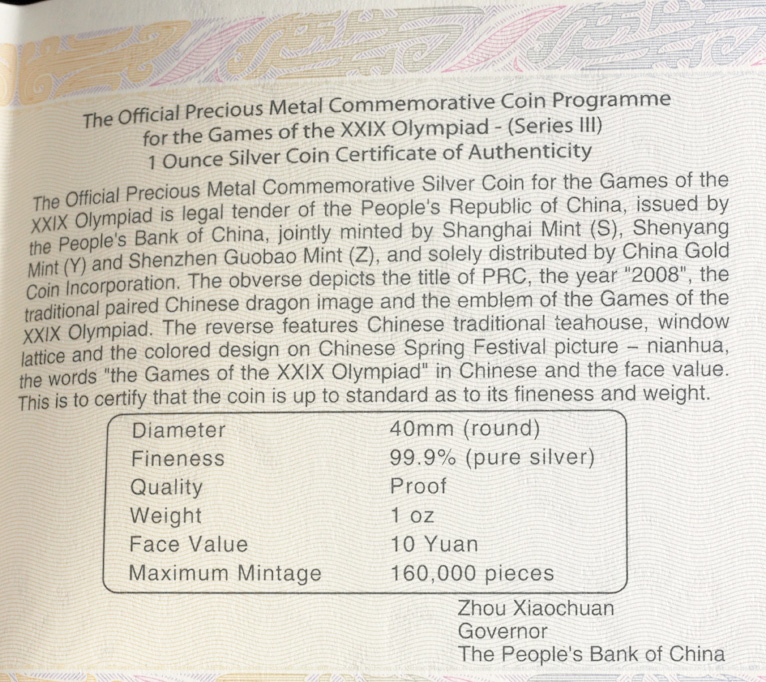 The Official Precious Metal Commemorative Coin Programme
for the Games of the XXIX Olympiad - (Series III)
1 Ounce Silver Coin Certificate of Authenticity
The Official Precious Metal Commemorative Silver Coin for the Games of the
XXIX Olympiad is legal tender of the People's Republic of China, issued by
the People's Bank of China, jointly minted by Shanghai Mint (S), Shenyang
Mint (Y) and Shenzhen Guobao Mint (Z), and solely distributed by China Gold
Coin Incorporation. The obverse depicts the title of PRC, the year "2008", the
traditional paired Chinese dragon image and the emblem of the Games of the
XXIX Olympiad. The reverse features Chinese traditional teahouse, window
lattice and the colored design on Chinese Spring Festival picture – nianhua,
the words "the Games of the XXIX Olympiad" in Chinese and the face value.
This is to certify that the coin is up to standard as to its fineness and weight.
Diameter 40mm (round)
Fineness 99.9% (pure silver)
Quality Proof
Weight 1 oz
Face Value 10 Yuan
Maximum Mintage 160,000 pieces
Zhou Xiaochuan
Governor
The People's Bank of China